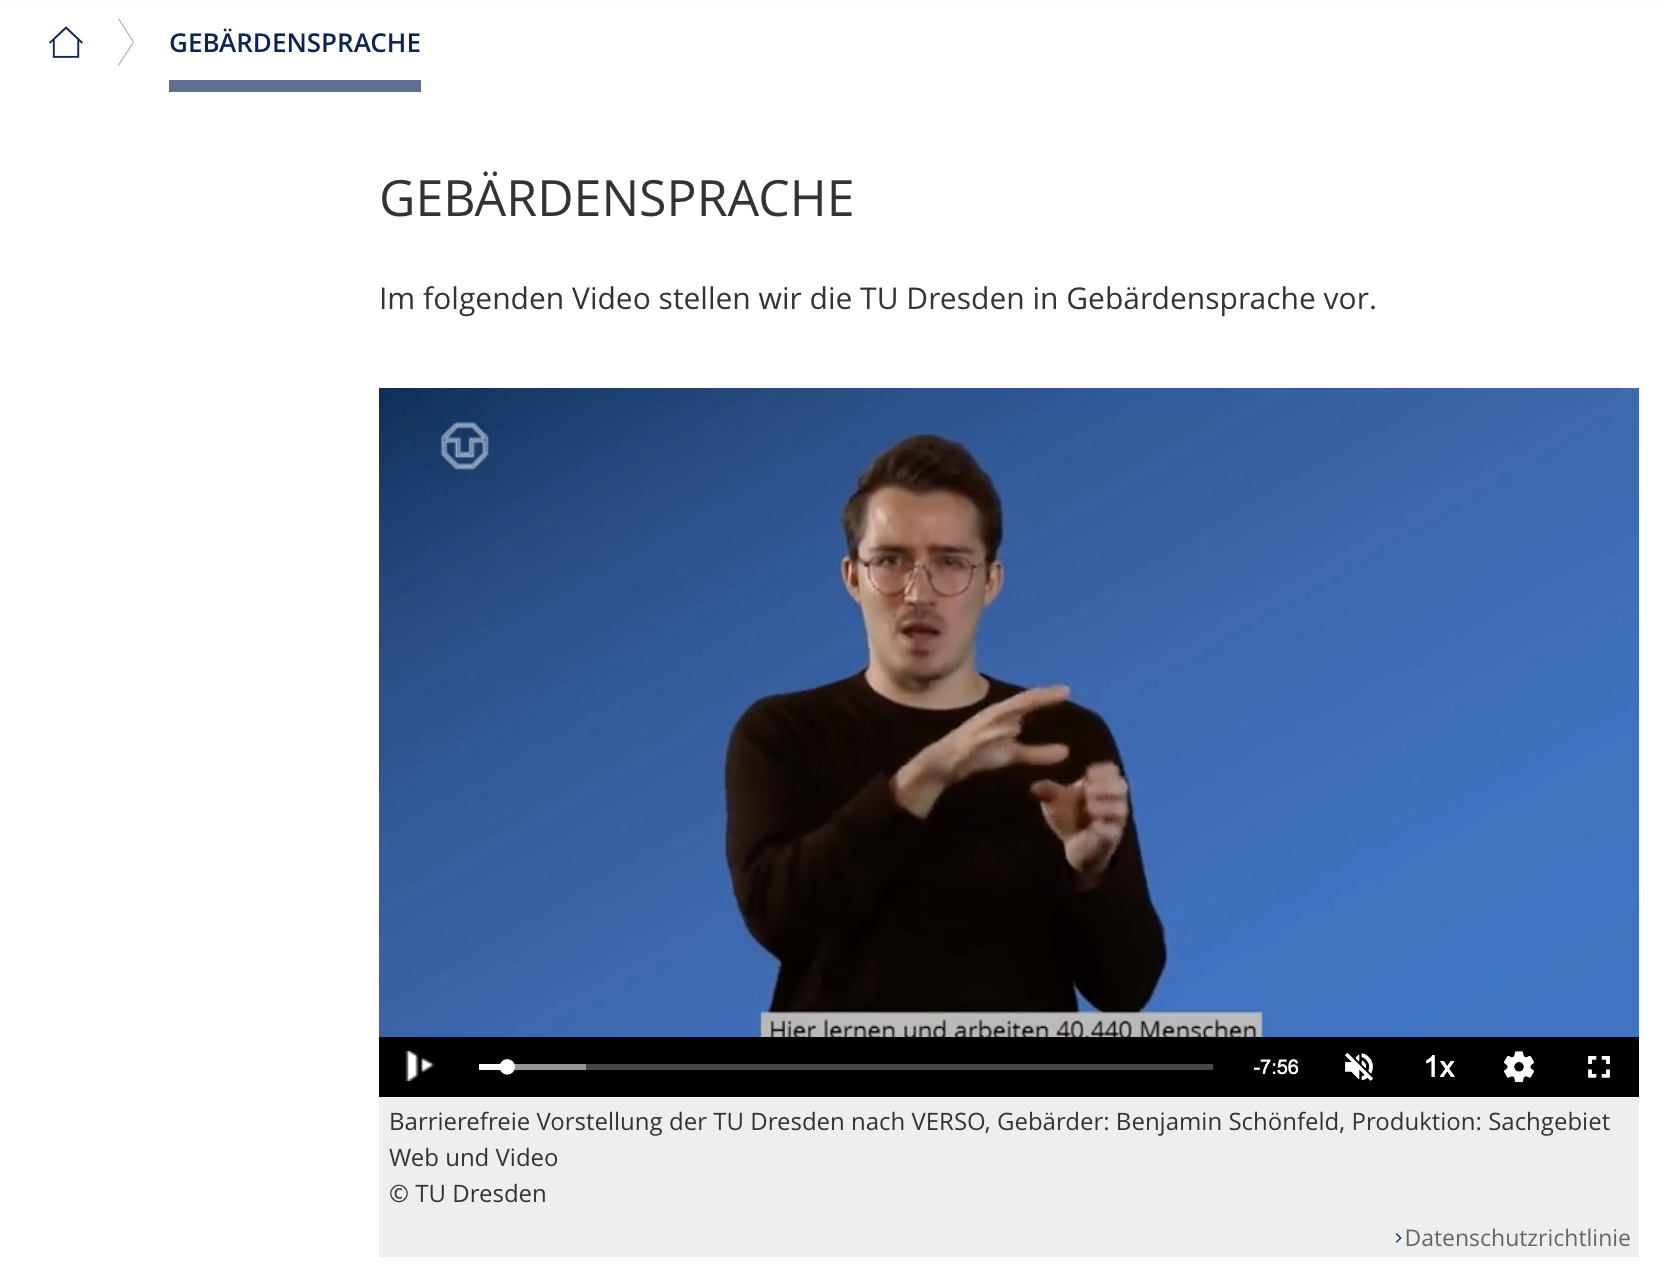 GEBÄRDENSPRACHE
GEBÄRDENSPRACHE
Im folgenden Video stellen wir die TU Dresden in Gebärdensprache vor.
Hier lernen und arbeiten 40.440 Menschen
-7:56
1x
Barrierefreie Vorstellung der TU Dresden nach VERSO, Gebärder: Benjamin Schönfeld, Produktion: Sachgebiet
Web und Video
© TU Dresden
›Datenschutzrichtlinie